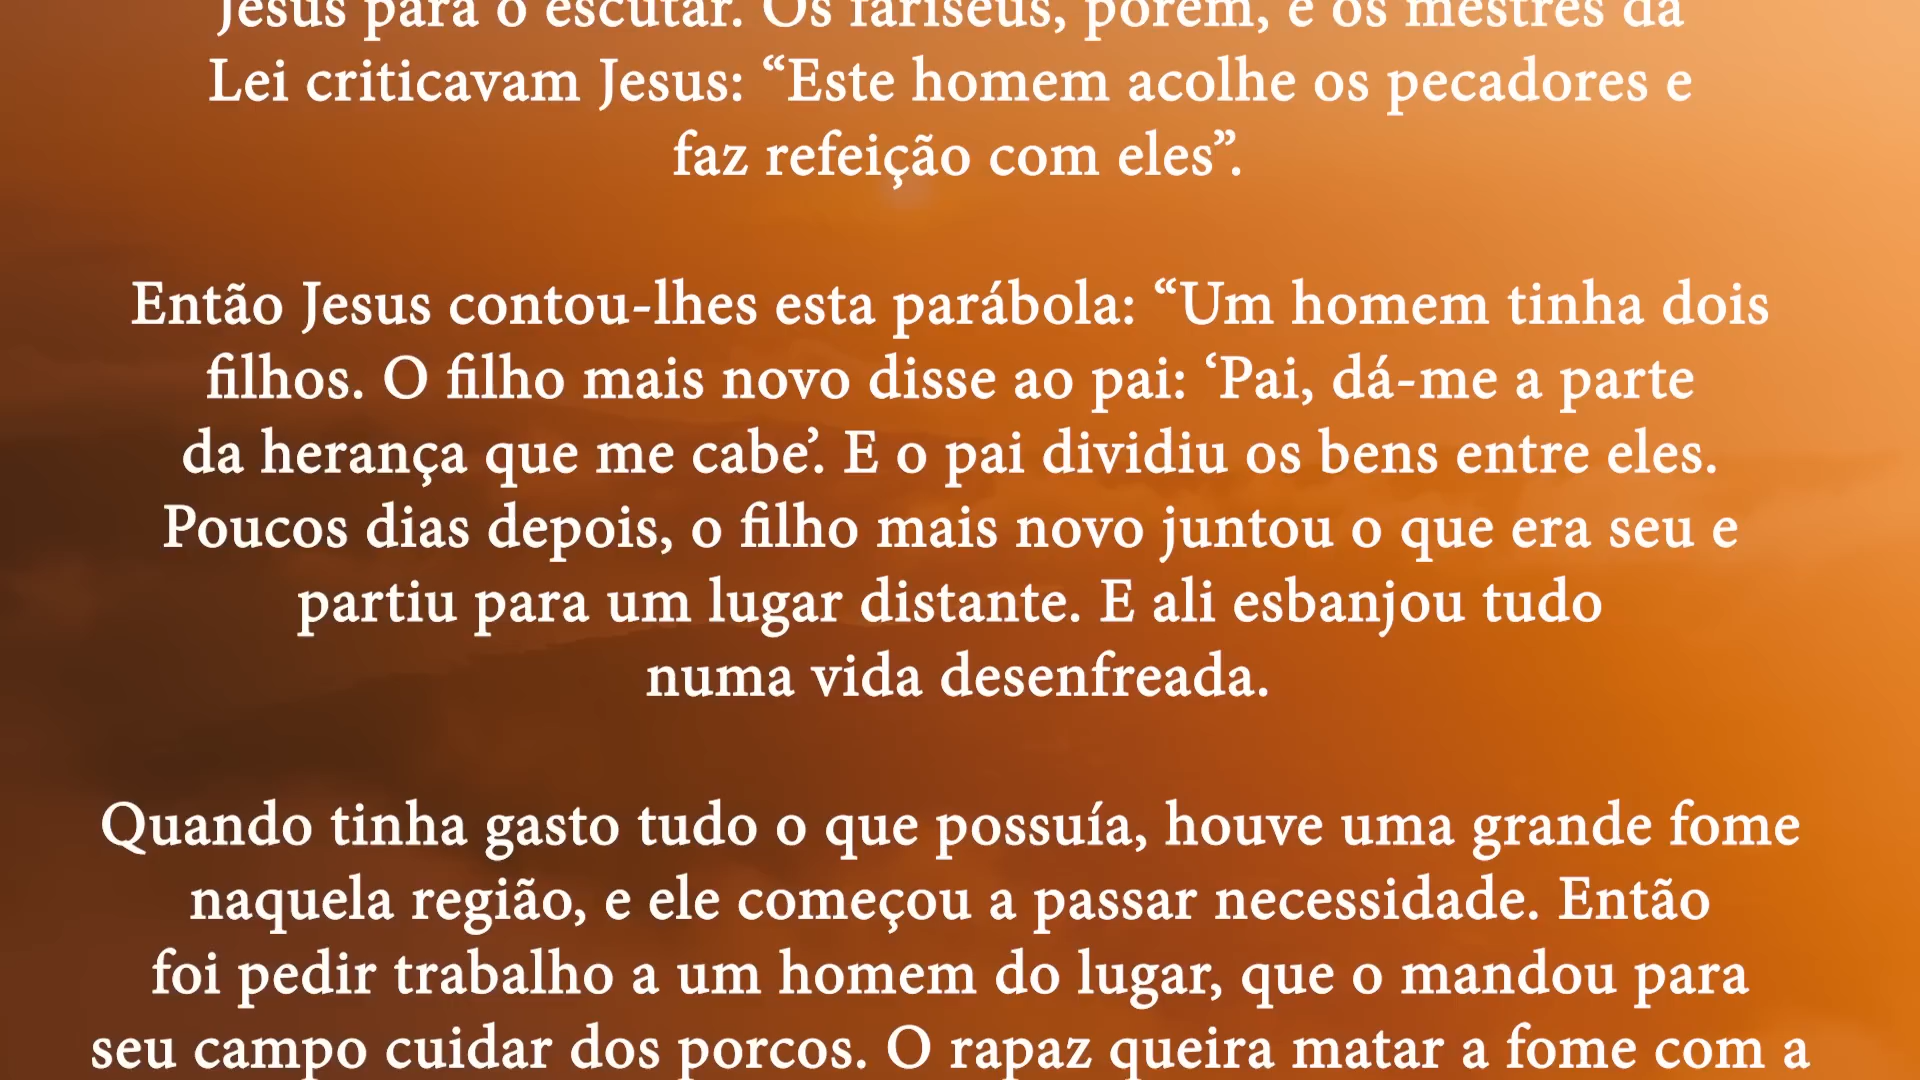 Jesus para o escutar. Os fariseus, porém, e os mestres da
Lei criticavam Jesus: “Este homem acolhe os pecadores e
faz refeição com eles”.
Então Jesus contou-lhes esta parábola: “Um homem tinha dois
filhos. O filho mais novo disse ao pai: ‘Pai, dá-me a parte
da herança que me cabe’. E o pai dividiu os bens entre eles.
Poucos dias depois, o filho mais novo juntou o que era seu e
partiu para um lugar distante. E ali esbanjou tudo
numa vida desenfreada.
Quando tinha gasto tudo o que possuía, houve uma grande fome
naquela região, e ele começou a passar necessidade. Então
foi pedir trabalho a um homem do lugar, que o mandou para
seu campo cuidar dos porcos. O rapaz queira matar a fome com a